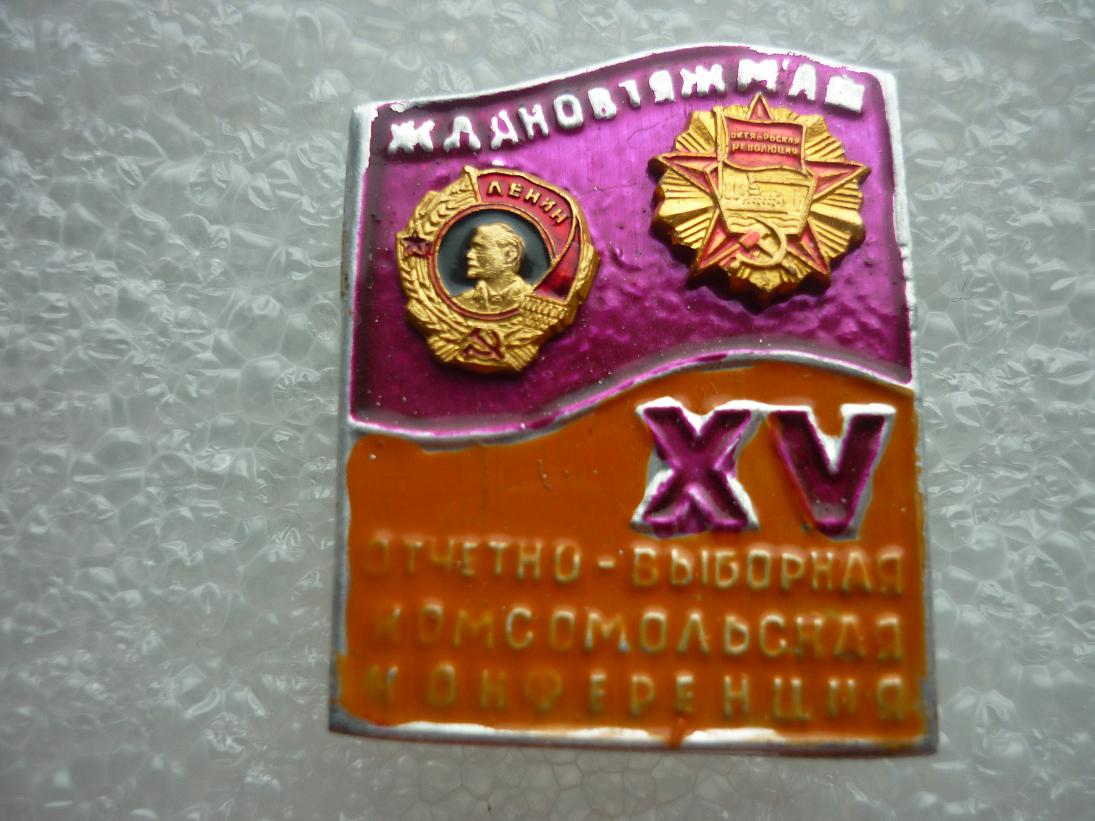 ЖДАНОВТЯЖМАШ
ОКТЯБРЬСКАЯ
РЕВОЛЮЦИЯ
ЛЕНИН
XV
ОТЧЕТНО - ВЫБОРНАЯ
КОМСОМОЛЬСКАЯ
КОНФЕРЕНЦИЯ